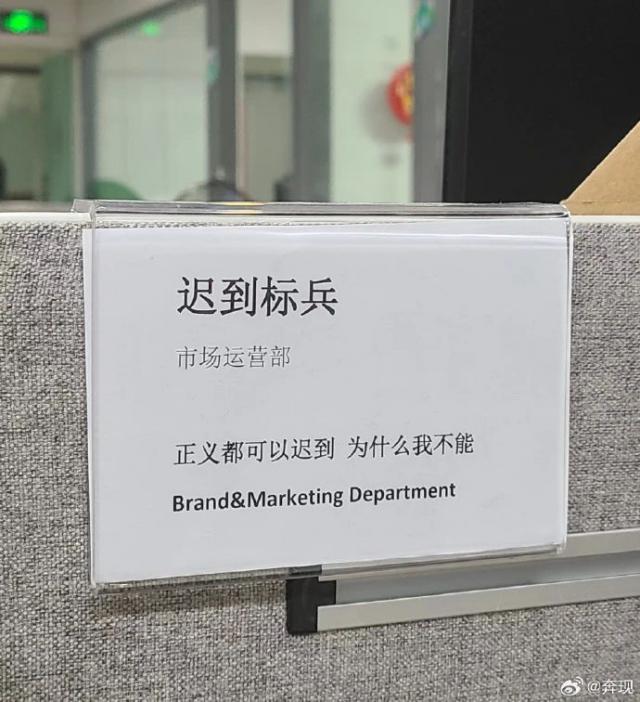 迟到标兵
市场运营部
正义都可以迟到 为什么我不能
Brand&Marketing Department
@奔现